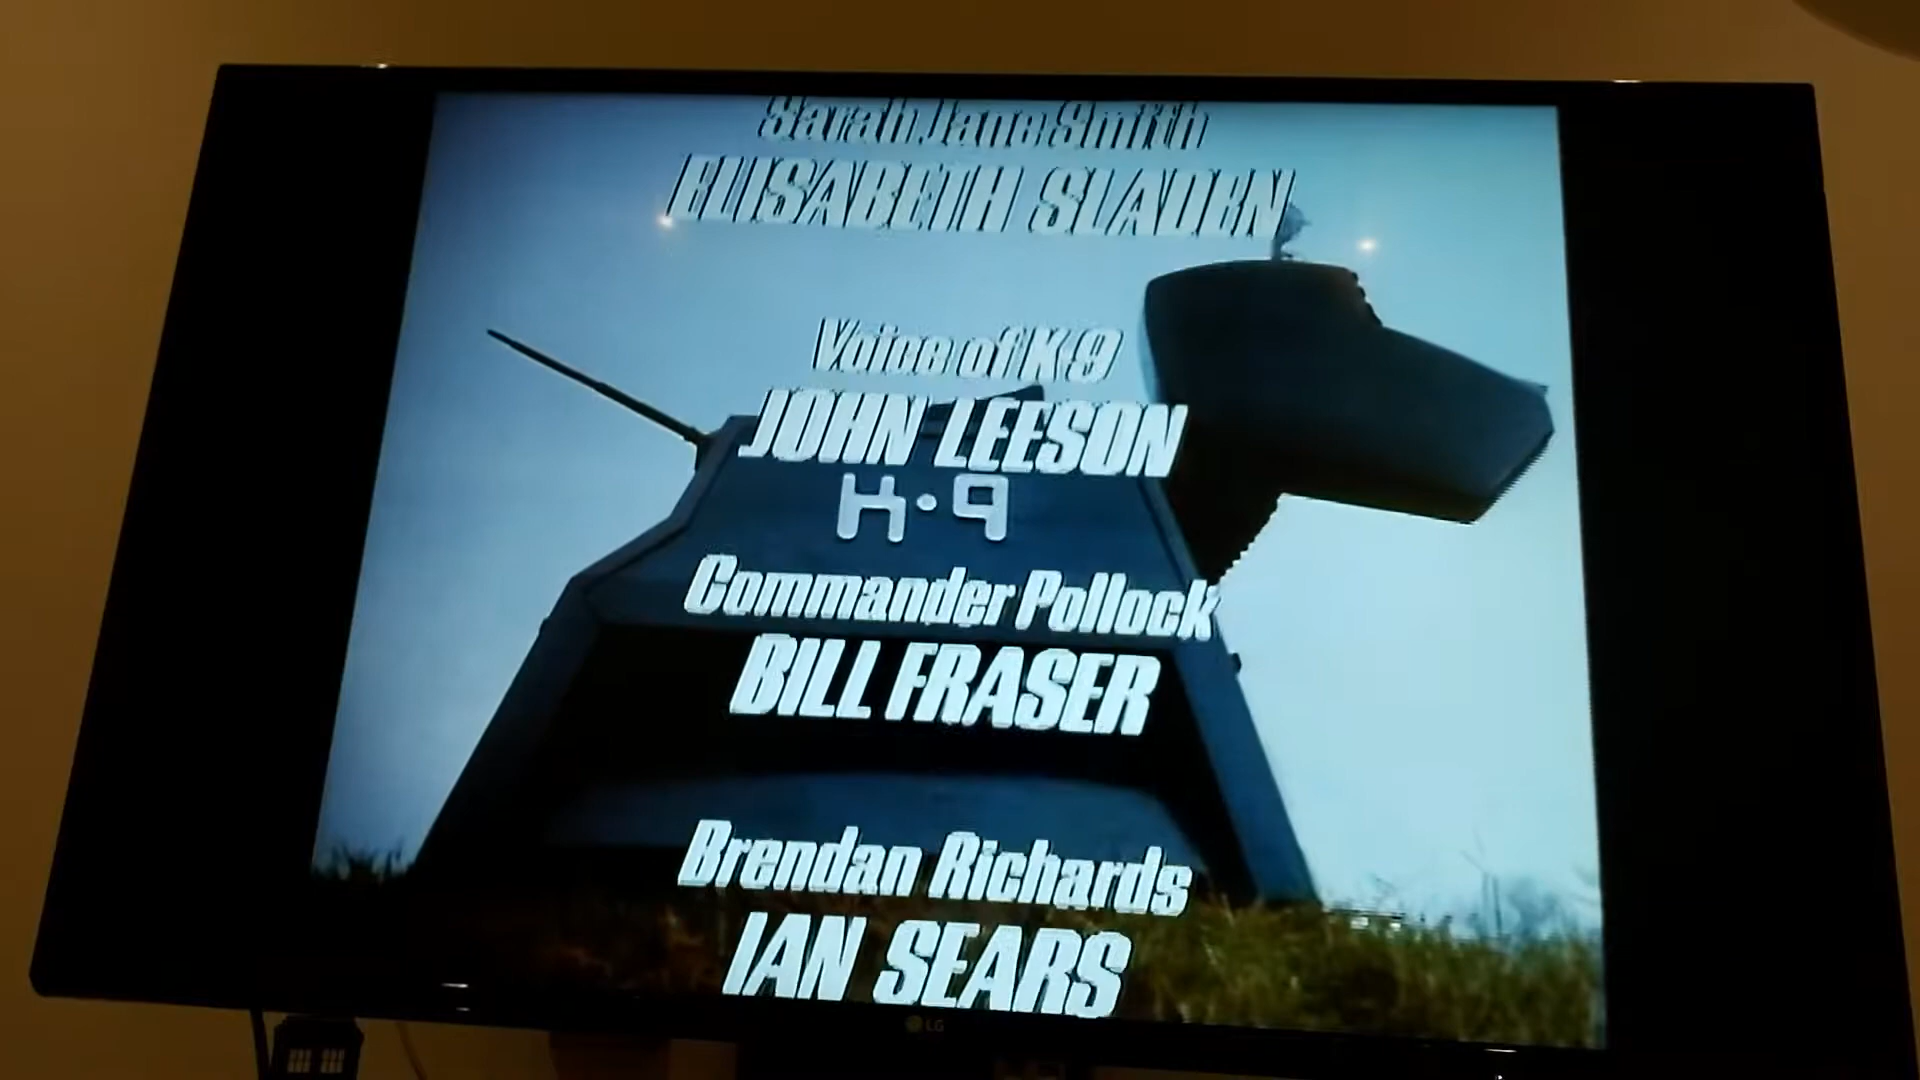 Sarah Jane Smith
ELISABETH SLADEN
Voice of K-9
JOHN LEESON
K·9
Commander Pollock
BILL FRASER
Brendan Richards
IAN SEARS
LG